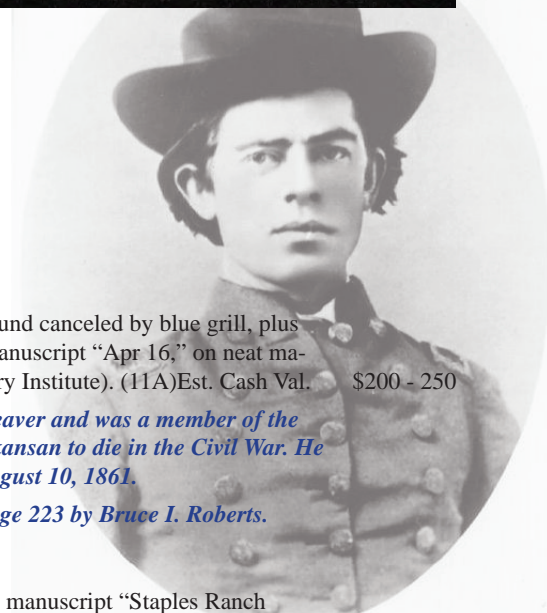 und canceled by blue grill, plus
anuscript “Apr 16,” on neat ma-
ry Institute). (11A)Est. Cash Val. $200 - 250
eaver and was a member of the
kansan to die in the Civil War. He
gust 10, 1861.
ge 223 by Bruce I. Roberts.
manuscript “Staples Ranch